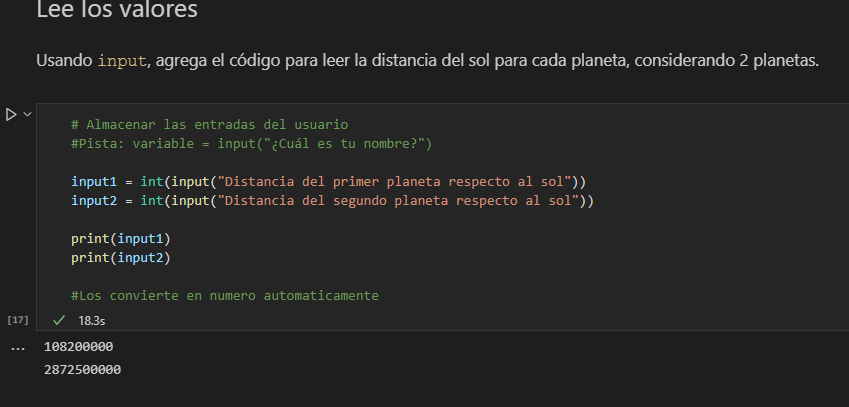 Lee los valores
Usando input, agrega el código para leer la distancia del sol para cada planeta, considerando 2 planetas.
# Almacenar las entradas del usuario
#Pista: variable = input("¿Cuál es tu nombre?")
input1 = int(input("Distancia del primer planeta respecto al sol"))
input2 = int(input("Distancia del segundo planeta respecto al sol"))
print(input1)
print(input2)
#Los convierte en numero automaticamente
[17] ✓ 18.3s
... 108200000
2872500000